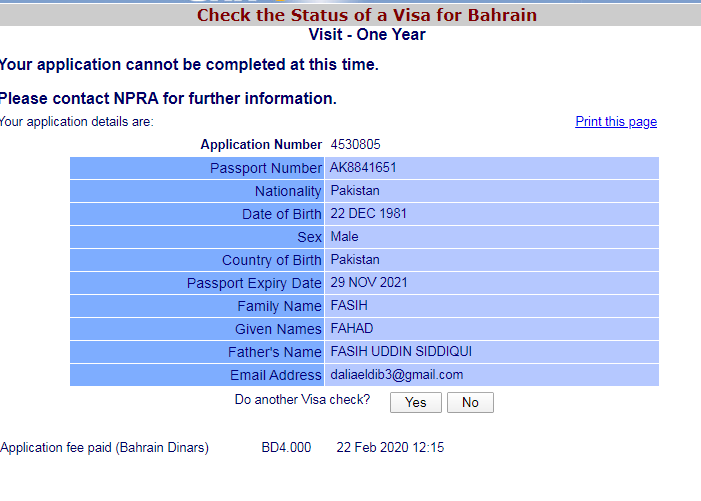 Check the Status of a Visa for Bahrain
Visit - One Year
Your application cannot be completed at this time.
Please contact NPRA for further information.
Your application details are: Print this page
Application Number 4530805
Passport Number AK8841651
Nationality Pakistan
Date of Birth 22 DEC 1981
Sex Male
Country of Birth Pakistan
Passport Expiry Date 29 NOV 2021
Family Name FASIH
Given Names FAHAD
Father's Name FASIH UDDIN SIDDIQUI
Email Address daliaeldib3@gmail.com
Do another Visa check? Yes No
Application fee paid (Bahrain Dinars) BD4.000 22 Feb 2020 12:15